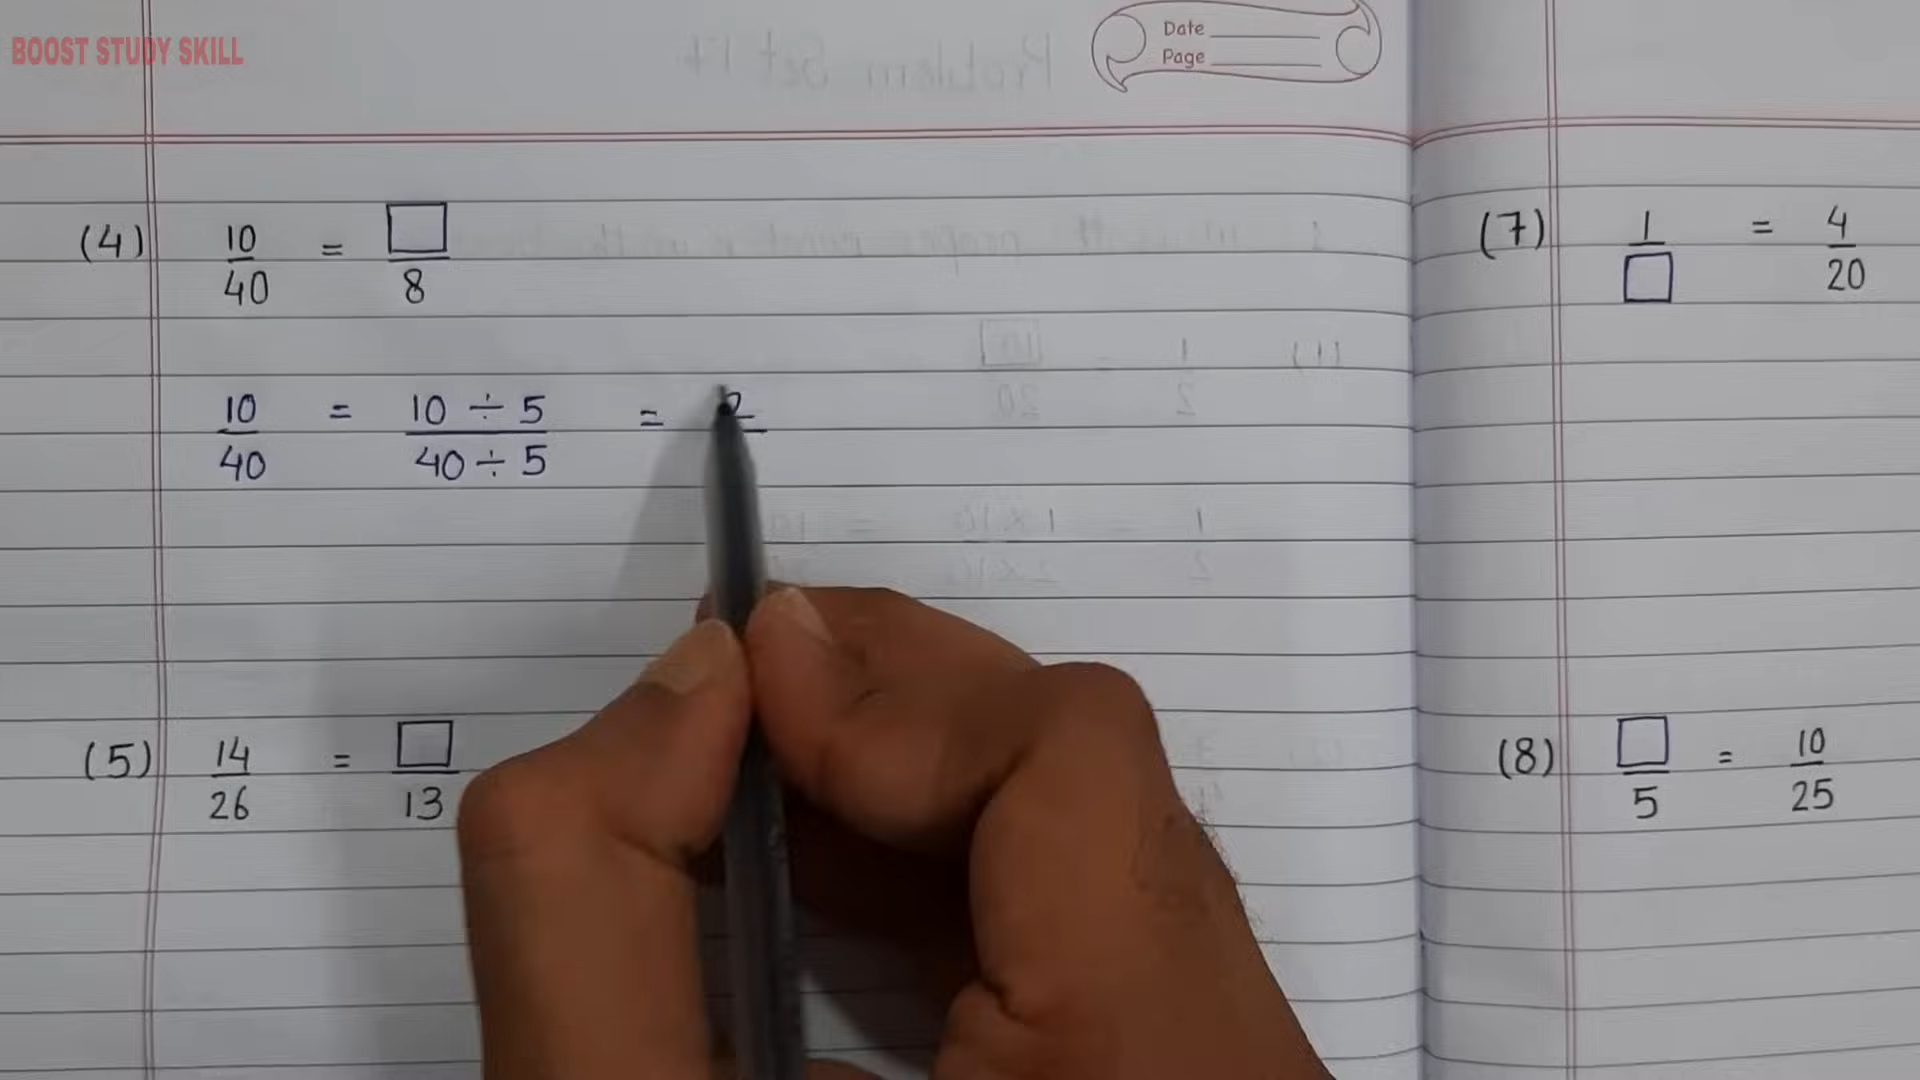 BOOST STUDY SKILL
Date
Page
(4) 10/40 = □/8
10/40 = 10 ÷ 5/40 ÷ 5 = 2
(5) 14/26 = □/13
(7) 1/□ = 4/20
(8) □/5 = 10/25